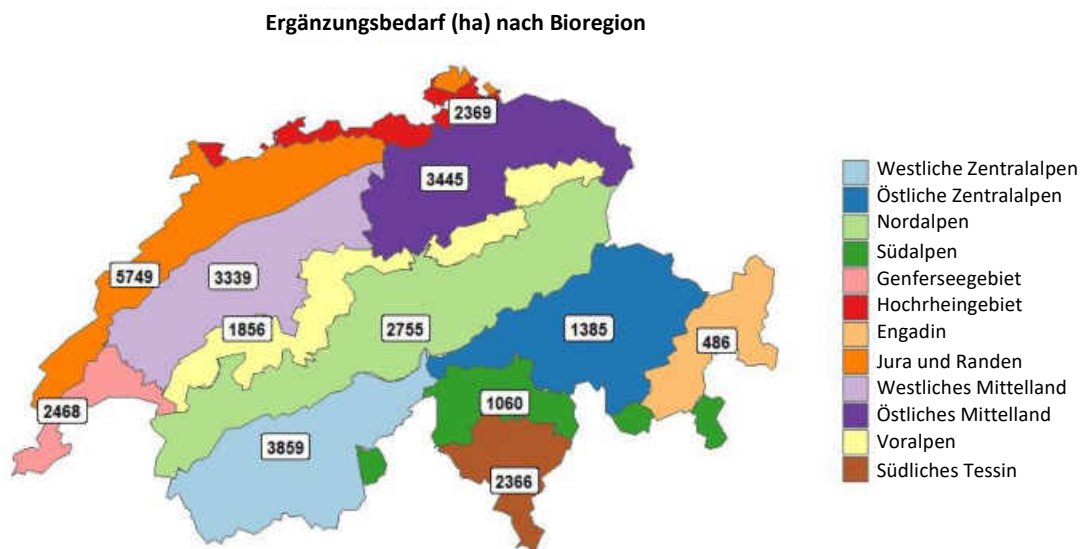 Ergänzungsbedarf (ha) nach Bioregion
2369
3445
5749
3339
1856
2755
1385
486
2468
1060
3859
2366
Westliche Zentralalpen
Östliche Zentralalpen
Nordalpen
Südalpen
Genferseegebiet
Hochrheingebiet
Engadin
Jura und Randen
Westliches Mittelland
Östliches Mittelland
Voralpen
Südliches Tessin